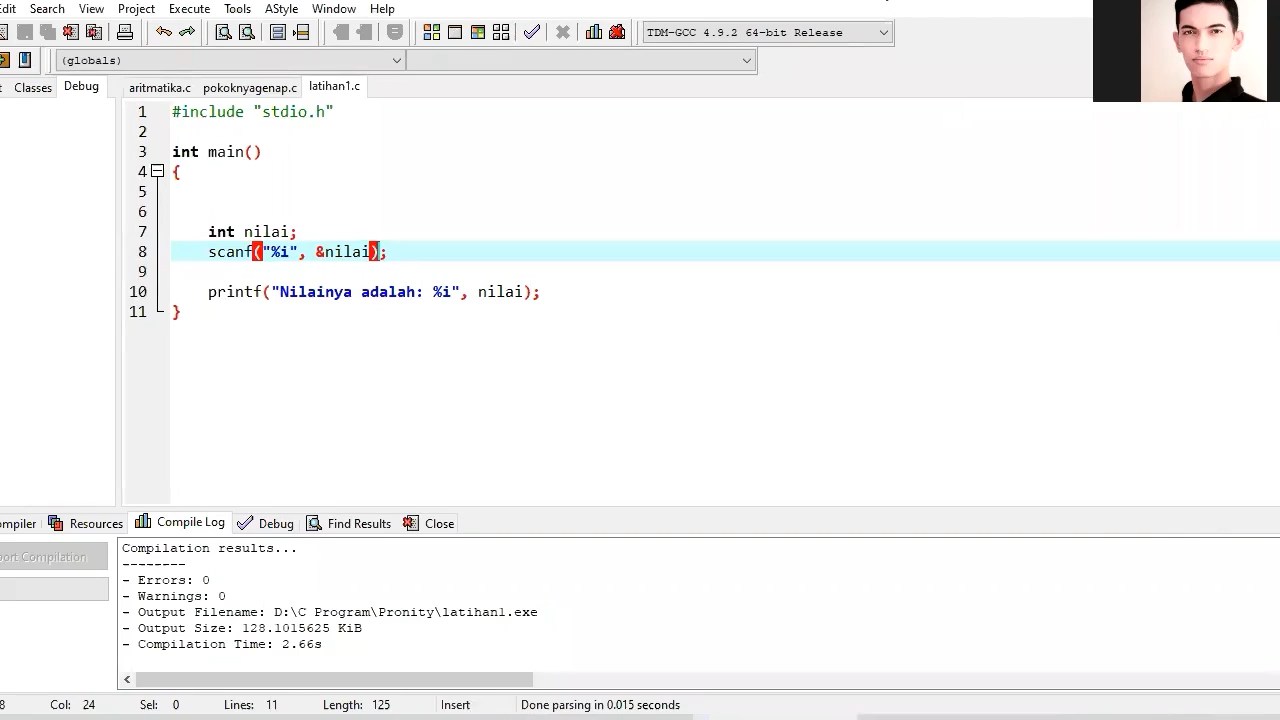 Edit Search View Project Execute Tools AStyle Window Help
TDM-GCC 4.9.2 64-bit Release
(globals)
Classes Debug aritmatika.c pokoknyagenap.c latihan1.c
1 #include "stdio.h"
2
3 int main()
4 {
5
6
7 int nilai;
8 scanf("%i", &nilai);
9
10 printf("Nilainya adalah: %i", nilai);
11 }
ompiler Resources Compile Log Debug Find Results Close
ort Compilation
Compilation results...
--------
- Errors: 0
- Warnings: 0
- Output Filename: D:\C Program\Pronity\latihan1.exe
- Output Size: 128.1015625 KiB
- Compilation Time: 2.66s
8 Col: 24 Sel: 0 Lines: 11 Length: 125 Insert Done parsing in 0.015 seconds